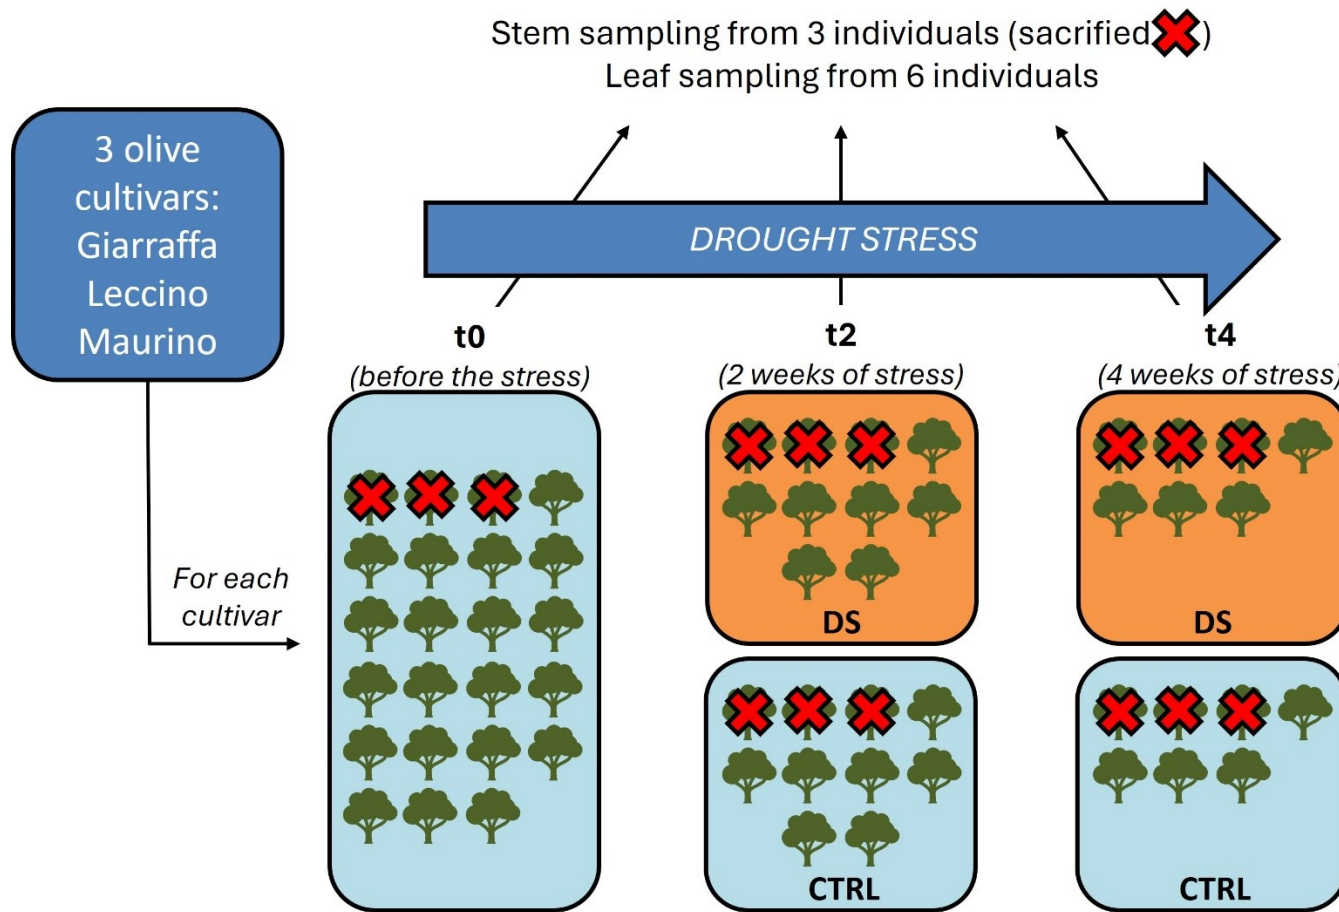 Stem sampling from 3 individuals (sacrified )
Leaf sampling from 6 individuals
3 olive
cultivars:
Giarraffa
Leccino
Maurino
DROUGHT STRESS
t0
(before the stress)
t2
(2 weeks of stress)
t4
(4 weeks of stress)
For each
cultivar
DS
DS
CTRL
CTRL